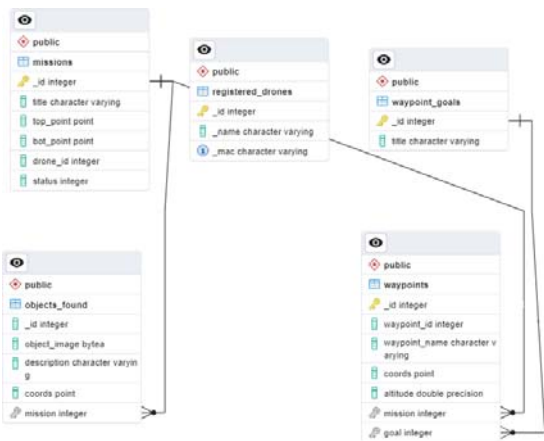 public
missions
_id integer
title character varying
top_point point
bot_point point
drone_id integer
status integer
public
registered_drones
_id integer
_name character varying
_mac character varying
public
waypoint_goals
_id integer
title character varying
public
objects_found
_id integer
object_image bytea
description character varyin
g
coords point
mission integer
public
waypoints
_id integer
waypoint_id integer
waypoint_name character v
arying
coords point
altitude double precision
mission integer
goal integer